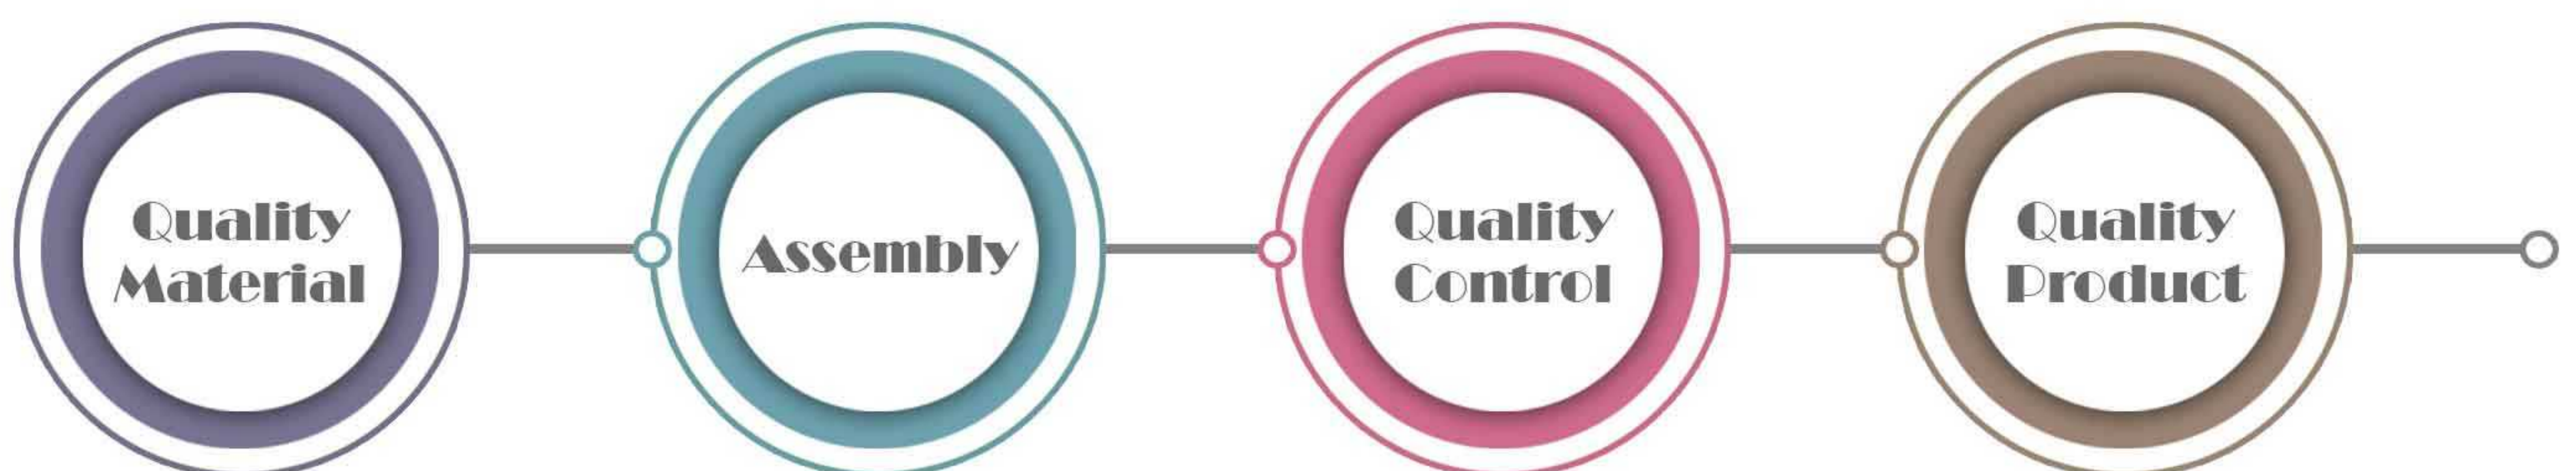 Quality
Material
Assembly
Quality
Control
Quality
Product